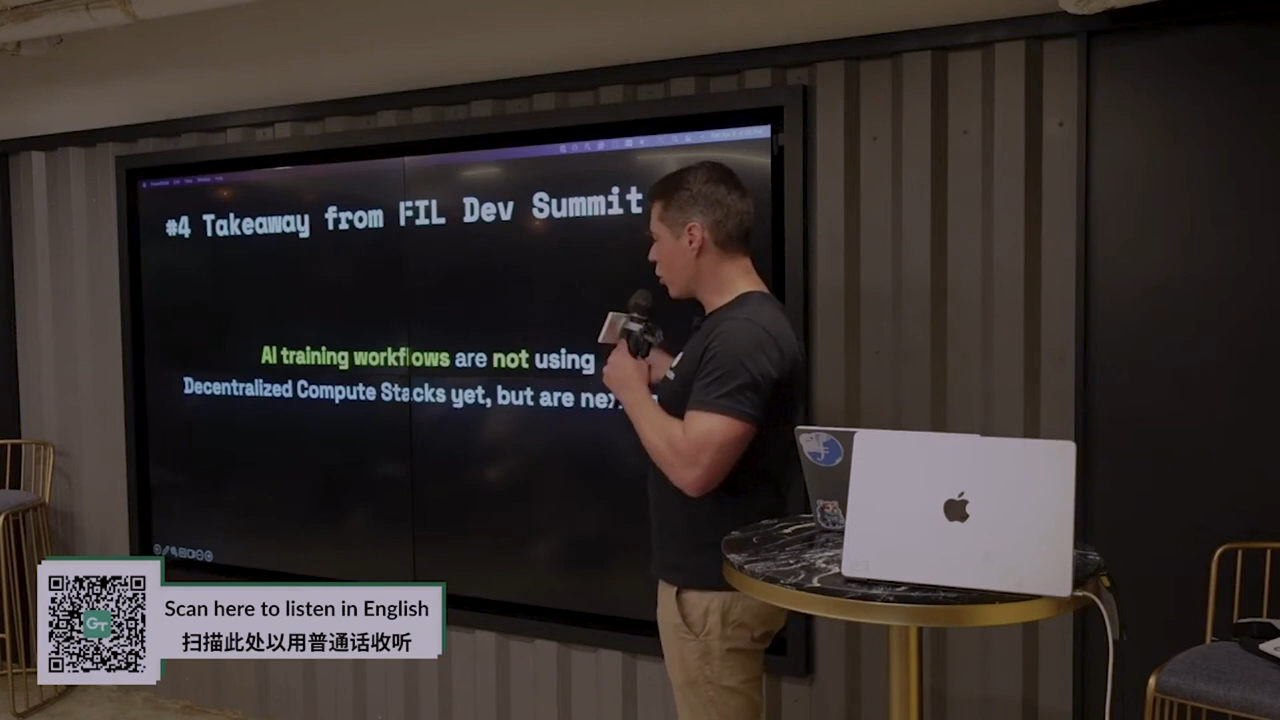 #4 Takeaway from FIL Dev Summit
AI training workflows are not using
Decentralized Compute Stacks yet, but are
Scan here to listen in English
扫描此处以用普通话收听
GT